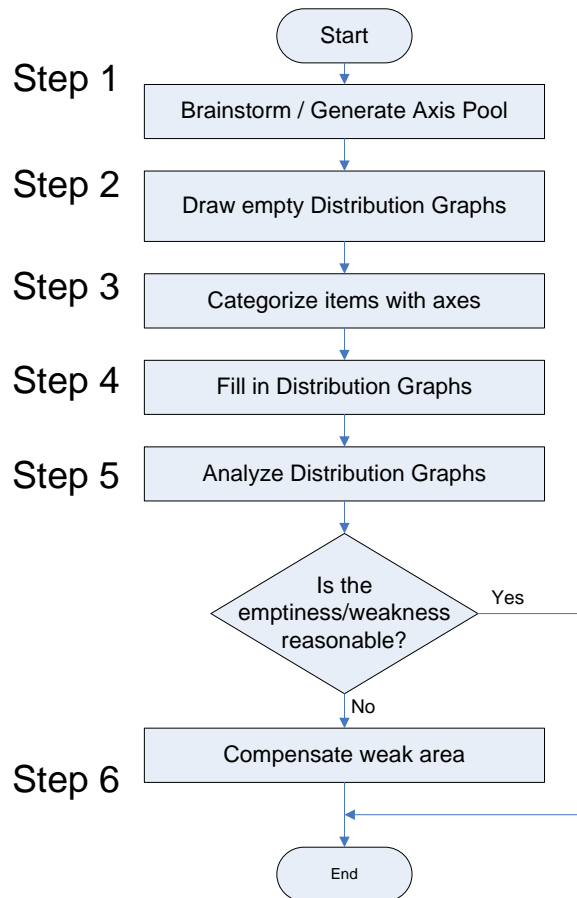 Start
Step 1
Brainstorm / Generate Axis Pool
Step 2
Draw empty Distribution Graphs
Step 3
Categorize items with axes
Step 4
Fill in Distribution Graphs
Step 5
Analyze Distribution Graphs
Is the
emptiness/weakness
reasonable?
Yes
No
Compensate weak area
Step 6
End